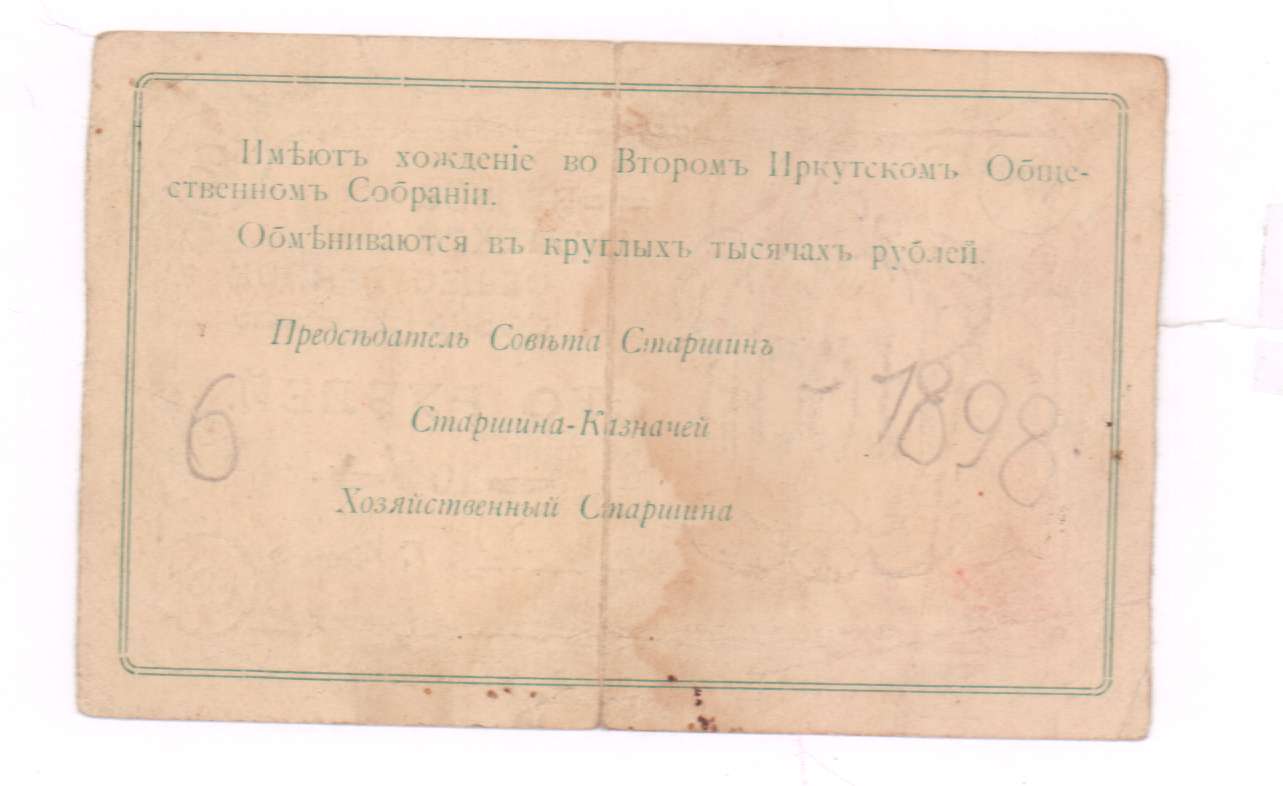 Имѣютъ хожденіе во Второмъ Иркутскомъ Обще-
ственномъ Собраніи.
Обмѣниваются въ круглыхъ тысячахъ рублей.
Предсѣдатель Совѣта Старшинъ
6 -1898
Старшина-Казначей
Хозяйственный Старшина